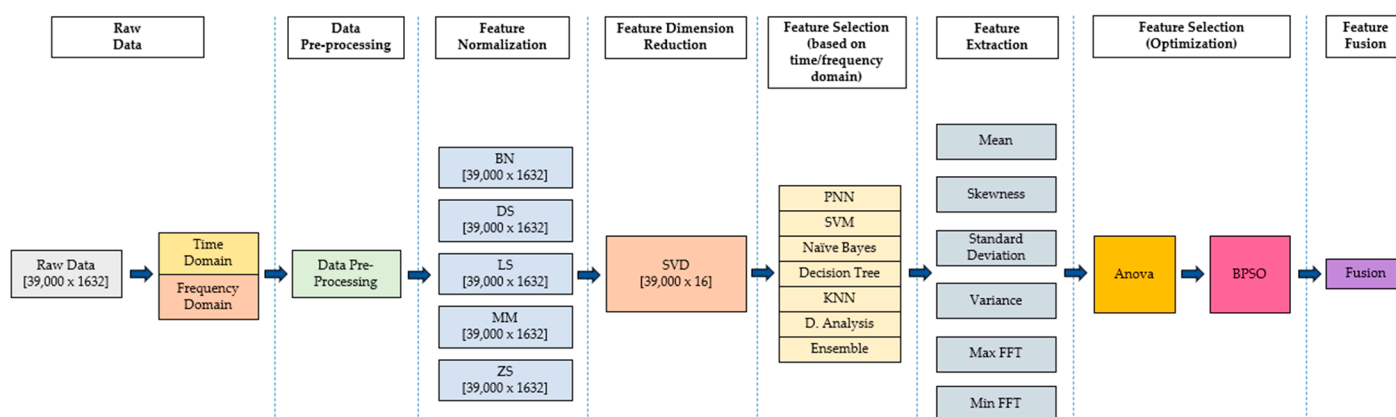 Raw
Data
Data
Pre-processing
Feature
Normalization
Feature Dimension
Reduction
Feature Selection
(based on
time/frequency
domain)
Feature
Extraction
Feature Selection
(Optimization)
Feature
Fusion
Raw Data
[39,000 x 1632]
Time
Domain
Frequency
Domain
Data Pre-
Processing
BN
[39,000 x 1632]
DS
[39,000 x 1632]
LS
[39,000 x 1632]
MM
[39,000 x 1632]
ZS
[39,000 x 1632]
SVD
[39,000 x 16]
PNN
SVM
Naïve Bayes
Decision Tree
KNN
D. Analysis
Ensemble
Mean
Skewness
Standard
Deviation
Variance
Max FFT
Min FFT
Anova
BPSO
Fusion